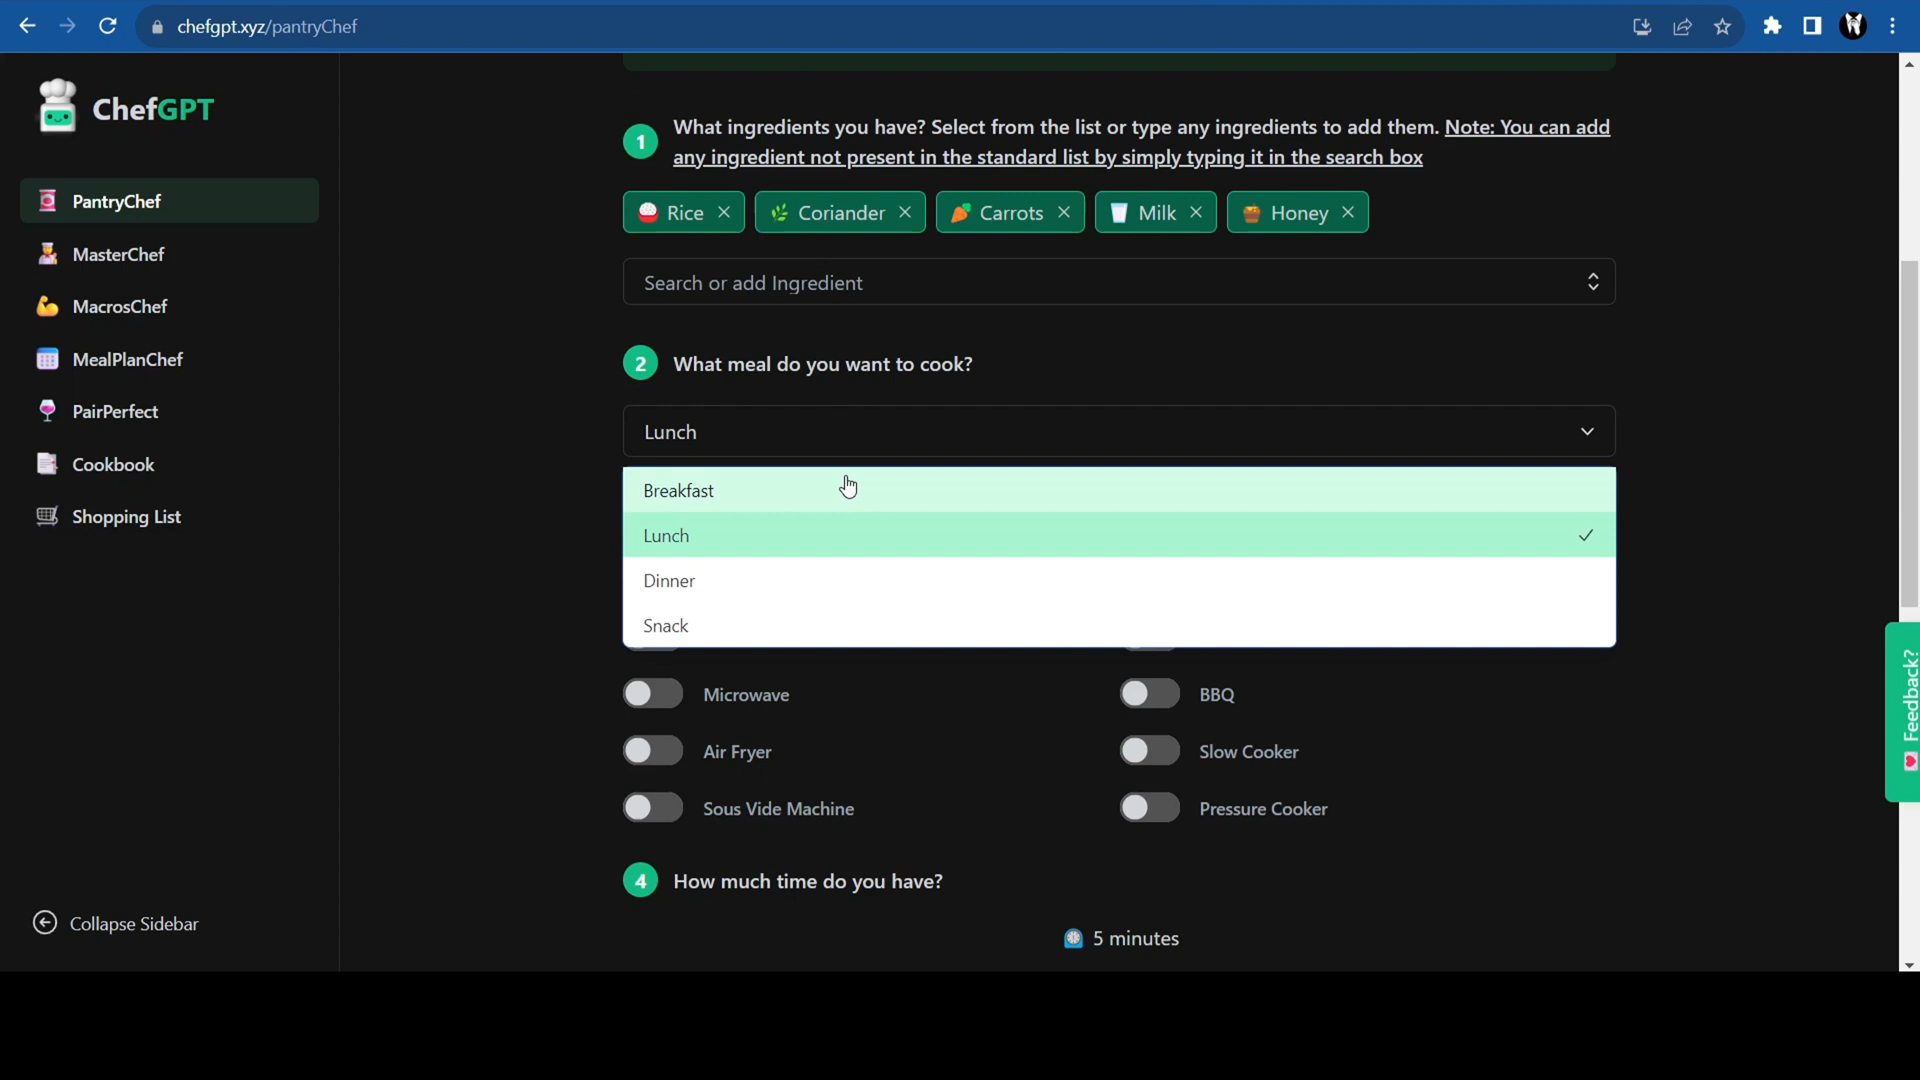 chefgpt.xyz/pantryChef
ChefGPT
PantryChef
MasterChef
MacrosChef
MealPlanChef
PairPerfect
Cookbook
Shopping List
Collapse Sidebar
1
What ingredients you have? Select from the list or type any ingredients to add them. Note: You can add
any ingredient not present in the standard list by simply typing it in the search box
Rice Coriander Carrots Milk Honey
Search or add Ingredient
2 What meal do you want to cook?
Lunch
Breakfast
Lunch
Dinner
Snack
Microwave BBQ
Air Fryer Slow Cooker
Sous Vide Machine Pressure Cooker
4 How much time do you have?
5 minutes
Feedback?